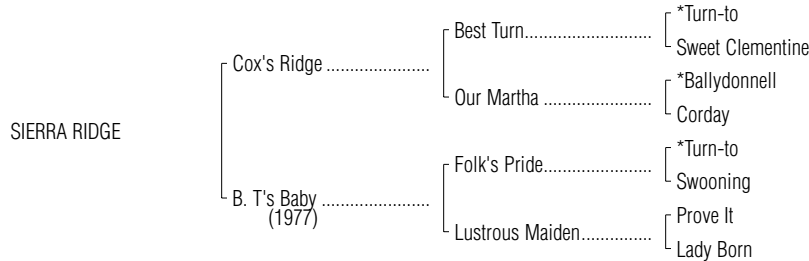 *Turn-to
Best Turn..............................
Sweet Clementine
Cox's Ridge ........................
*Ballydonnell
Our Martha .........................
Corday
SIERRA RIDGE
*Turn-to
Folk's Pride.........................
Swooning
B. T's Baby .........................
(1977)
Prove It
Lustrous Maiden.................
Lady Born